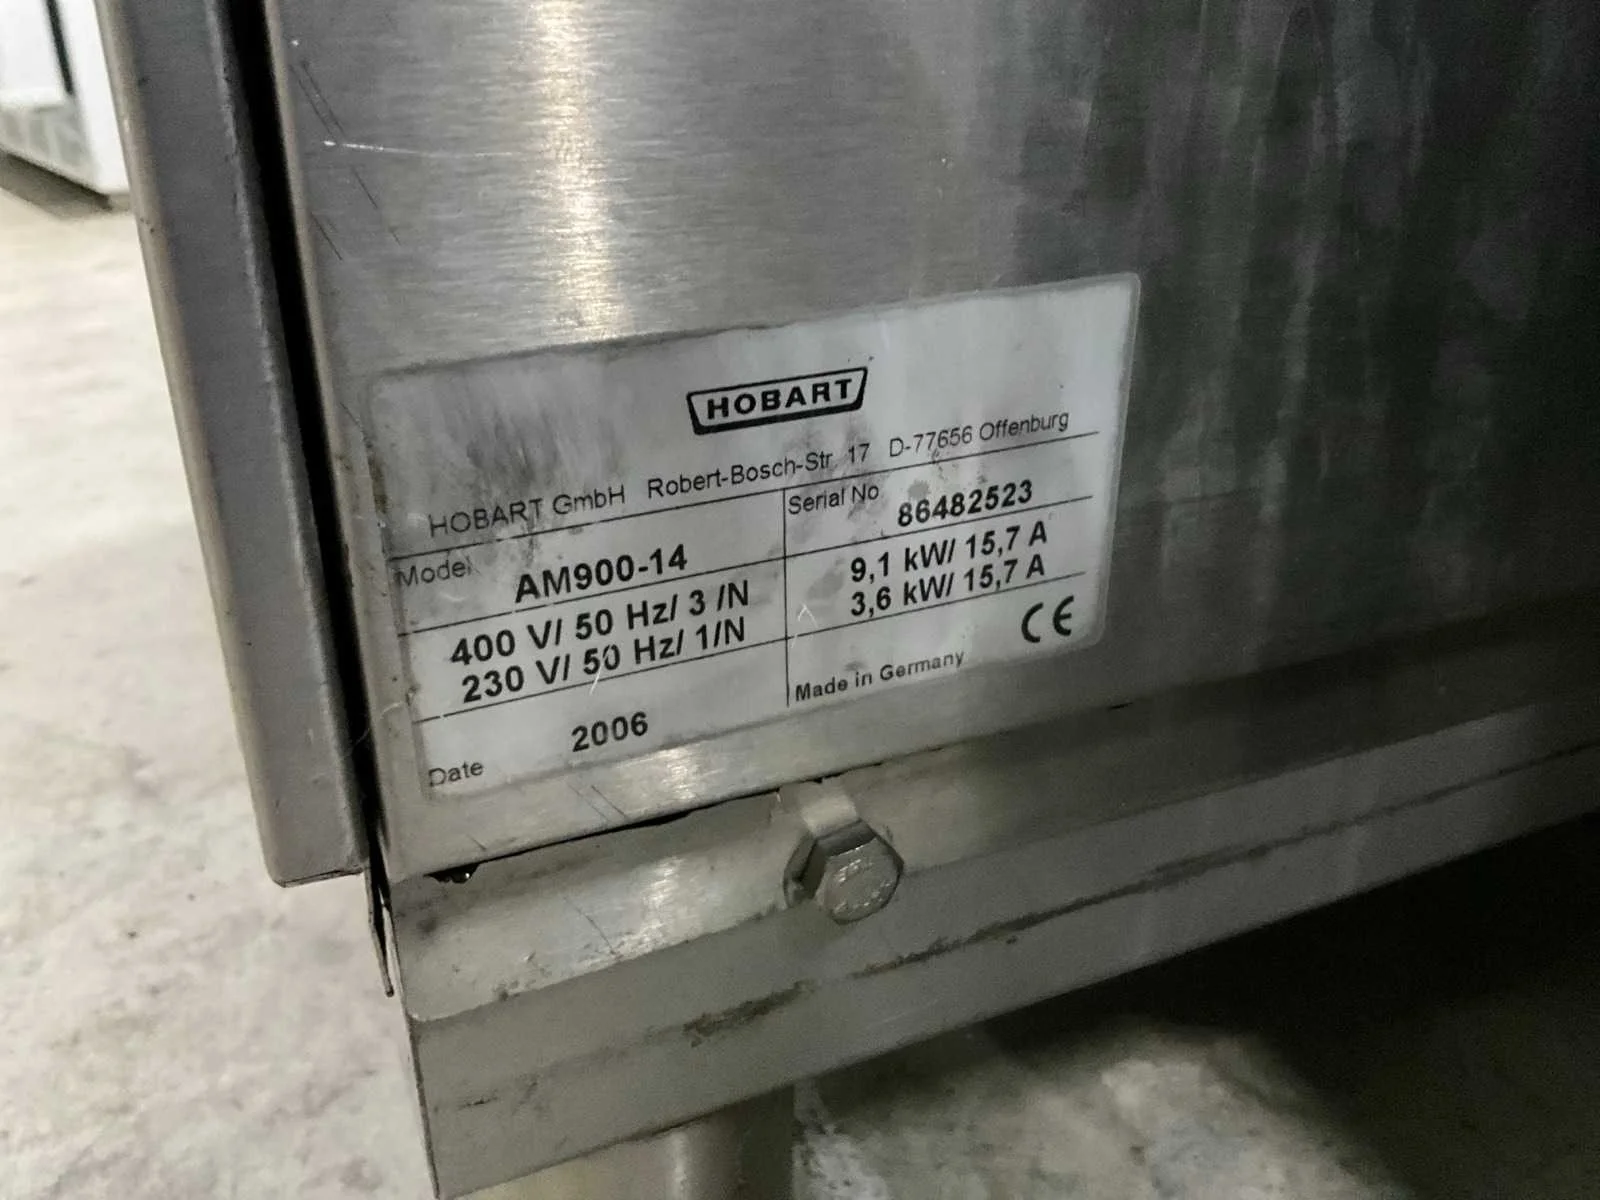 HOBART
HOBART GmbH Robert-Bosch-Str 17 D-77656 Offenburg
Model AM900-14
Serial No 86482523
400 V/ 50 Hz/ 3 /N
9,1 kW/ 15,7 A
230 V/ 50 Hz/ 1/N
3,6 kW/ 15,7 A
Date 2006
Made in Germany CE